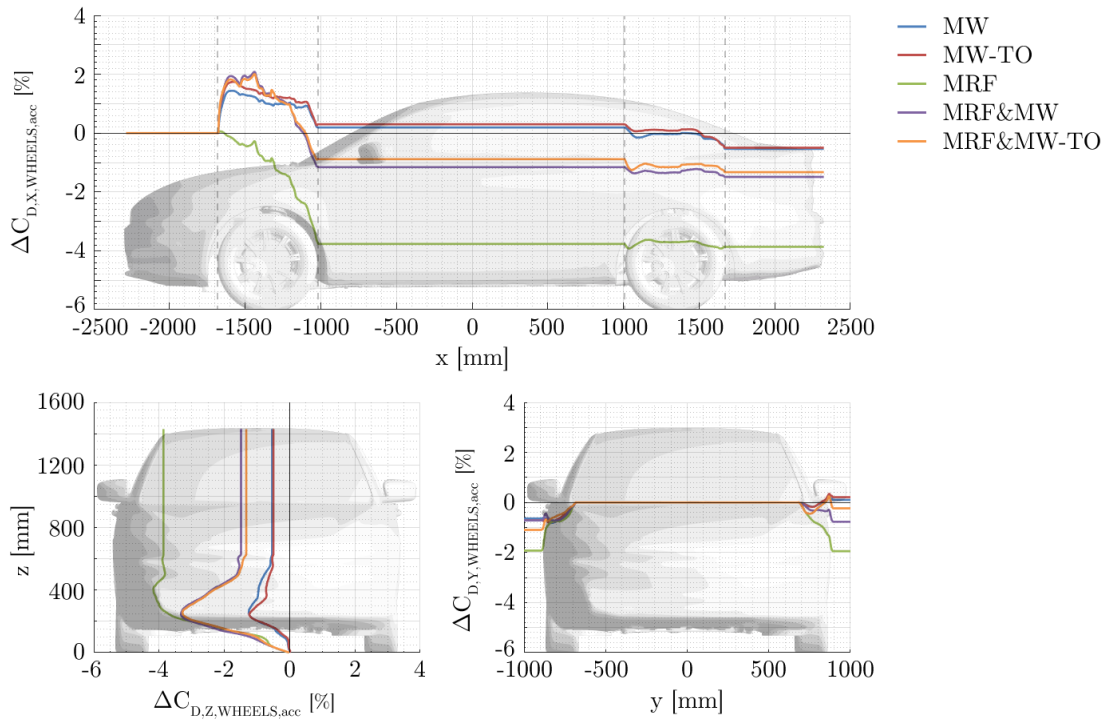 4
2
0
-2
-4
-6
ΔC_D,X,WHEELS,acc [%]
-2500 -2000 -1500 -1000 -500 0 500 1000 1500 2000 2500
x [mm]
MW
MW-TO
MRF
MRF&MW
MRF&MW-TO
1600
1200
800
400
0
z [mm]
-6 -4 -2 0 2 4
ΔC_D,Z,WHEELS,acc [%]
4
2
0
-2
-4
-6
ΔC_D,Y,WHEELS,acc [%]
-1000 -500 0 500 1000
y [mm]